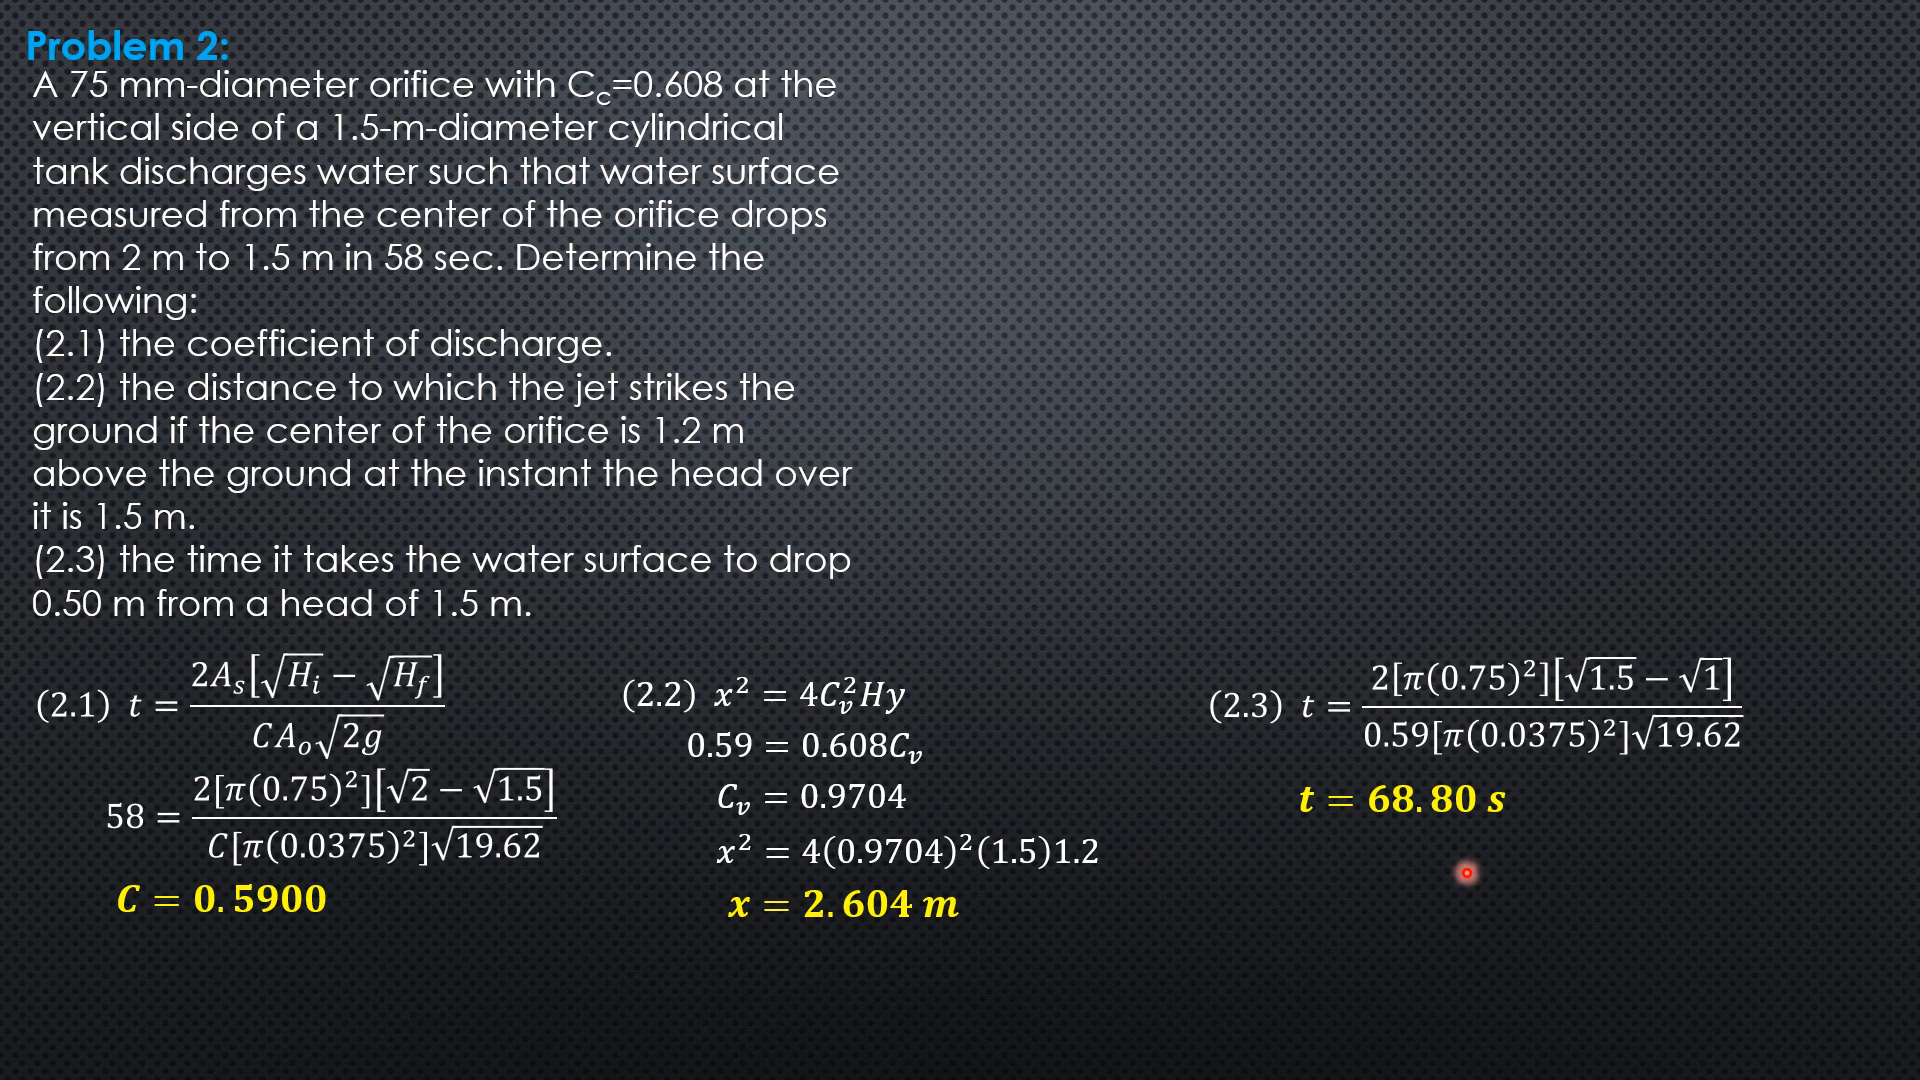 Problem 2:
A 75 mm-diameter orifice with C_c=0.608 at the
vertical side of a 1.5-m-diameter cylindrical
tank discharges water such that water surface
measured from the center of the orifice drops
from 2 m to 1.5 m in 58 sec. Determine the
following:
(2.1) the coefficient of discharge.
(2.2) the distance to which the jet strikes the
ground if the center of the orifice is 1.2 m
above the ground at the instant the head over
it is 1.5 m.
(2.3) the time it takes the water surface to drop
0.50 m from a head of 1.5 m.
(2.1) t = 2A_s[√H_i − √H_f] / CA_o√2g
58 = 2[π(0.75)²][√2 − √1.5] / C[π(0.0375)²]√19.62
C = 0.5900
(2.2) x² = 4C_v²Hy
0.59 = 0.608C_v
C_v = 0.9704
x² = 4(0.9704)²(1.5)1.2
x = 2.604 m
(2.3) t = 2[π(0.75)²][√1.5 − √1] / 0.59[π(0.0375)²]√19.62
t = 68.80 s